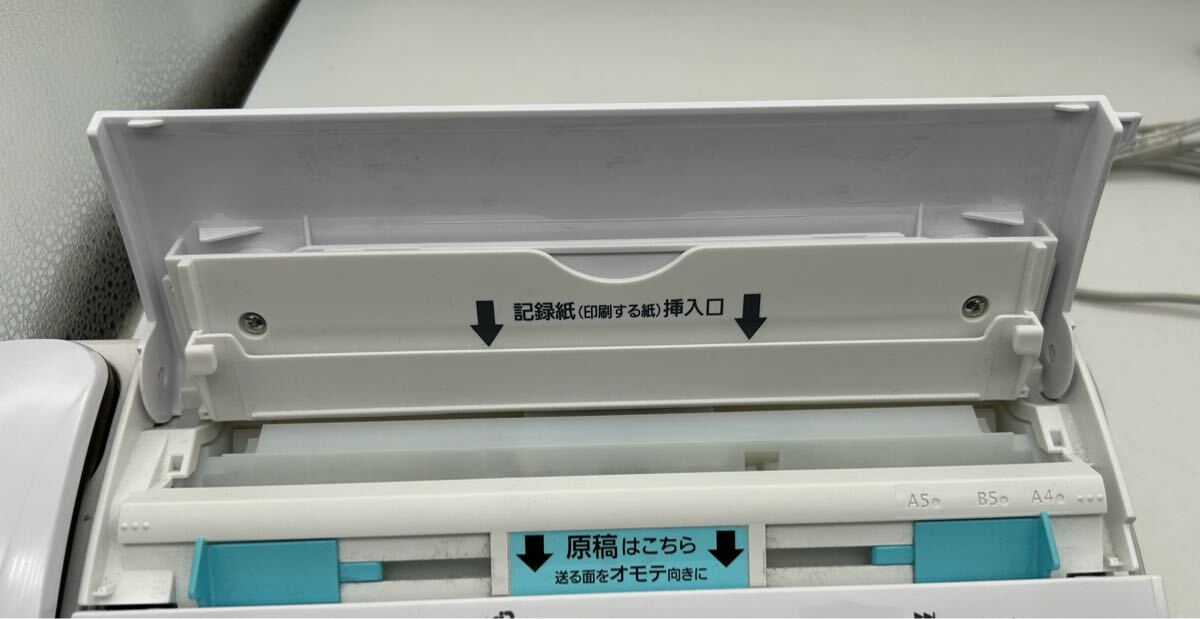 記録紙(印刷する紙)挿入口
A5 B5 A4
原稿はこちら
送る面をオモテ向きに